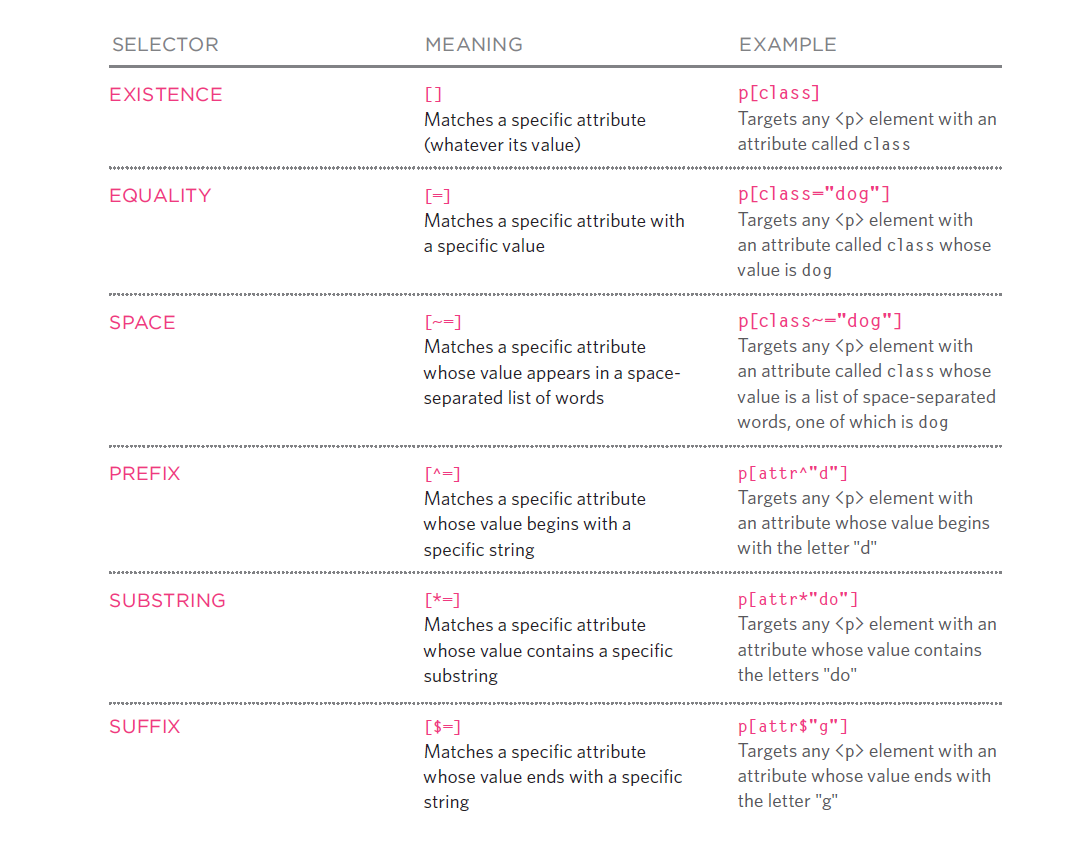 SELECTOR MEANING EXAMPLE
EXISTENCE
[]
Matches a specific attribute
(whatever its value)
p[class]
Targets any <p> element with an
attribute called class
EQUALITY
[=]
Matches a specific attribute with
a specific value
p[class="dog"]
Targets any <p> element with
an attribute called class whose
value is dog
SPACE
[~=]
Matches a specific attribute
whose value appears in a space-
separated list of words
p[class~="dog"]
Targets any <p> element with
an attribute called class whose
value is a list of space-separated
words, one of which is dog
PREFIX
[^=]
Matches a specific attribute
whose value begins with a
specific string
p[attr^"d"]
Targets any <p> element with
an attribute whose value begins
with the letter "d"
SUBSTRING
[*=]
Matches a specific attribute
whose value contains a specific
substring
p[attr*"do"]
Targets any <p> element with an
attribute whose value contains
the letters "do"
SUFFIX
[$=]
Matches a specific attribute
whose value ends with a specific
string
p[attr$"g"]
Targets any <p> element with an
attribute whose value ends with
the letter "g"